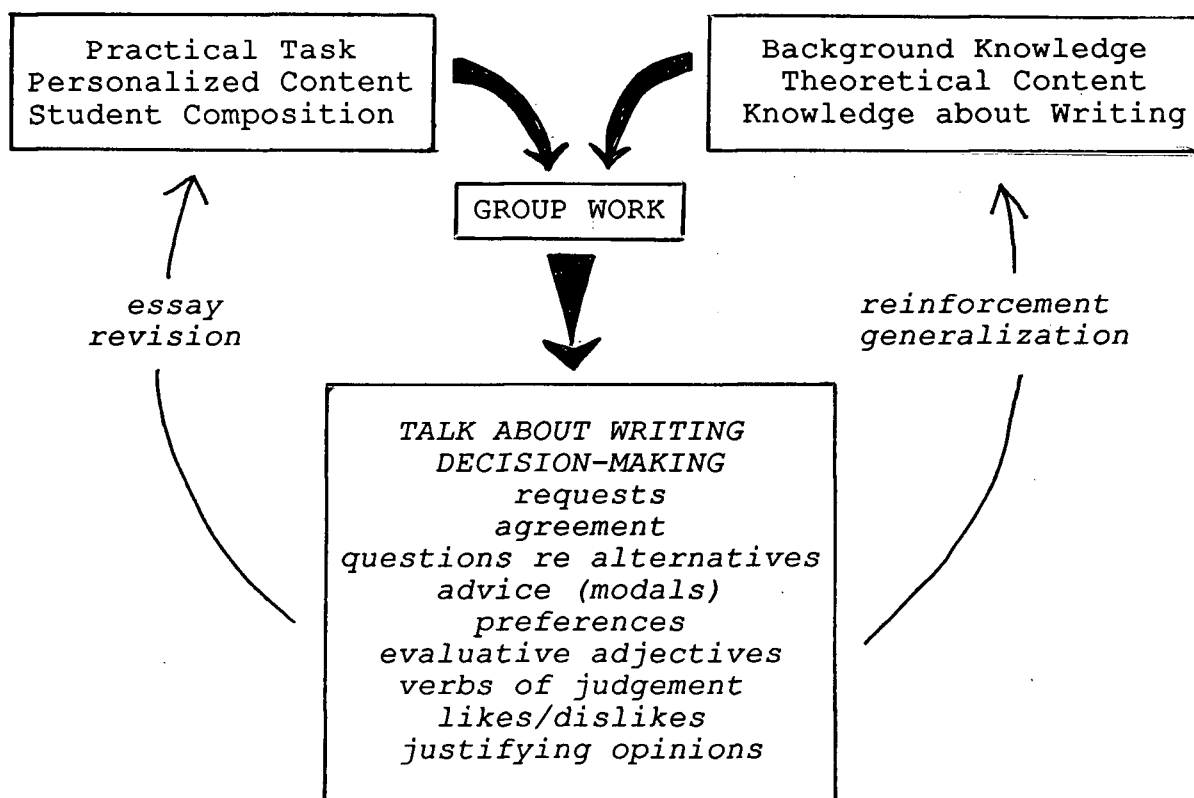 Practical Task
Personalized Content
Student Composition
Background Knowledge
Theoretical Content
Knowledge about Writing
GROUP WORK
essay
revision
reinforcement
generalization
TALK ABOUT WRITING
DECISION-MAKING
requests
agreement
questions re alternatives
advice (modals)
preferences
evaluative adjectives
verbs of judgement
likes/dislikes
justifying opinions